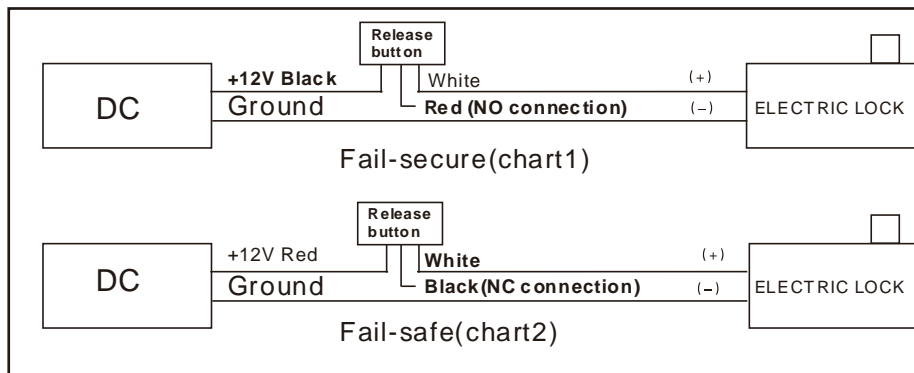 Release
button
+12V Black
White
(+)
DC
Ground
Red (NO connection)
(-)
ELECTRIC LOCK
Fail-secure(chart1)
Release
button
+12V Red
White
(+)
DC
Ground
Black(NC connection)
(-)
ELECTRIC LOCK
Fail-safe(chart2)